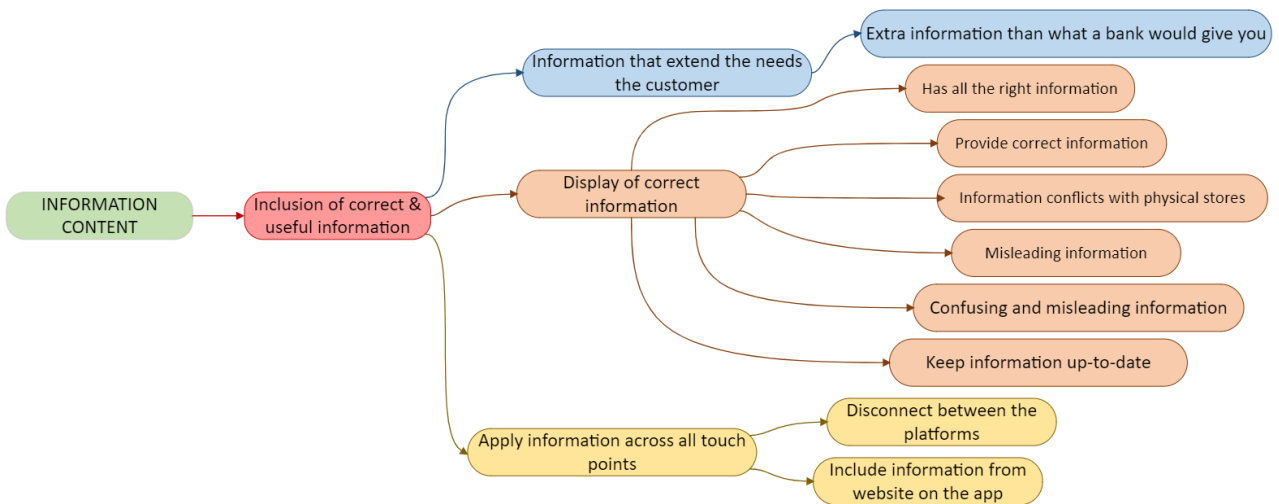 INFORMATION
CONTENT
Inclusion of correct &
useful information
Information that extend the needs
the customer
Extra information than what a bank would give you
Display of correct
information
Has all the right information
Provide correct information
Information conflicts with physical stores
Misleading information
Confusing and misleading information
Keep information up-to-date
Apply information across all touch
points
Disconnect between the
platforms
Include information from
website on the app